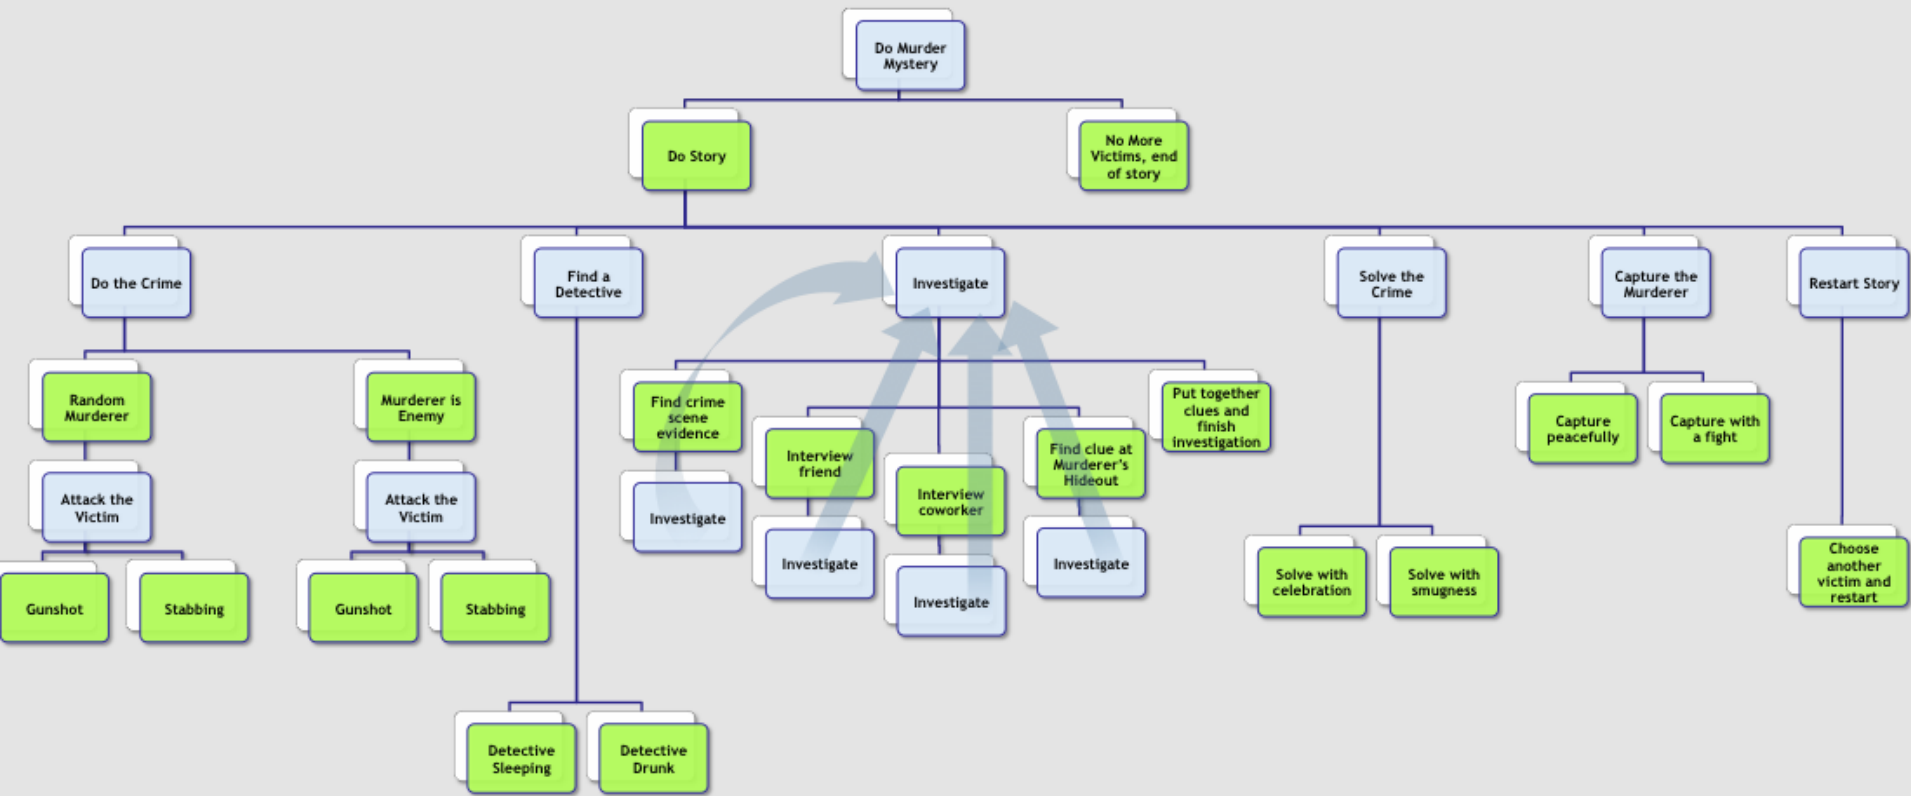 Do Murder
Mystery
Do Story
No More
Victims, end
of story
Do the Crime
Find a
Detective
Investigate
Solve the
Crime
Capture the
Murderer
Restart Story
Random
Murderer
Murderer is
Enemy
Find crime
scene
evidence
Interview
friend
Interview
coworker
Find clue at
Murderer's
Hideout
Put together
clues and
finish
investigation
Capture
peacefully
Capture with
a fight
Attack the
Victim
Attack the
Victim
Investigate
Investigate
Investigate
Investigate
Gunshot
Stabbing
Gunshot
Stabbing
Solve with
celebration
Solve with
smugness
Choose
another
victim and
restart
Detective
Sleeping
Detective
Drunk